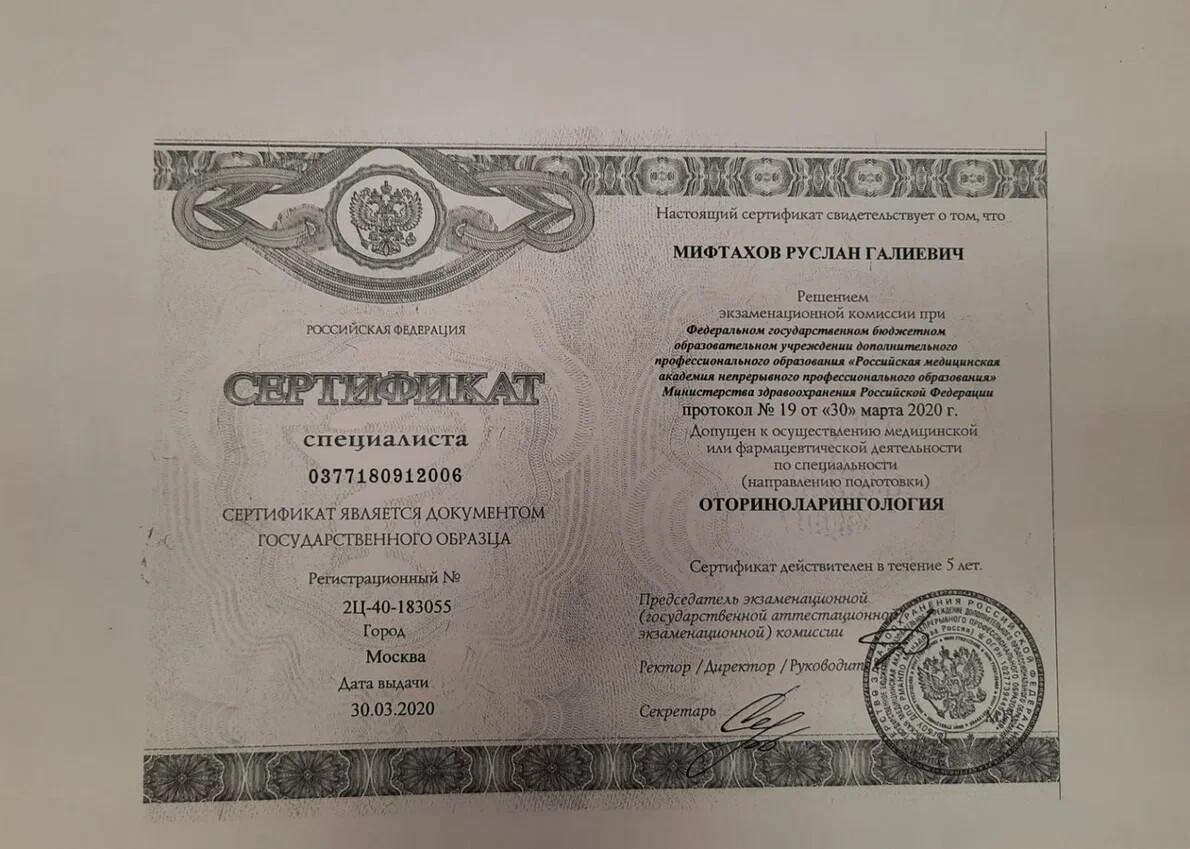 РОССИЙСКАЯ ФЕДЕРАЦИЯ
СЕРТИФИКАТ
специалиста
0377180912006
СЕРТИФИКАТ ЯВЛЯЕТСЯ ДОКУМЕНТОМ
ГОСУДАРСТВЕННОГО ОБРАЗЦА
Регистрационный №
2Ц-40-183055
Город
Москва
Дата выдачи
30.03.2020
Настоящий сертификат свидетельствует о том, что
МИФТАХОВ РУСЛАН ГАЛИЕВИЧ
Решением
экзаменационной комиссии при
Федеральном государственном бюджетном
образовательном учреждении дополнительного
профессионального образования «Российская медицинская
академия непрерывного профессионального образования»
Министерства здравоохранения Российской Федерации
протокол № 19 от «30» марта 2020 г.
Допущен к осуществлению медицинской
или фармацевтической деятельности
по специальности
(направлению подготовки)
ОТОРИНОЛАРИНГОЛОГИЯ
Сертификат действителен в течение 5 лет.
Председатель экзаменационной
(государственной аттестационной
экзаменационной) комиссии
Ректор /Директор / Руководит
Секретарь